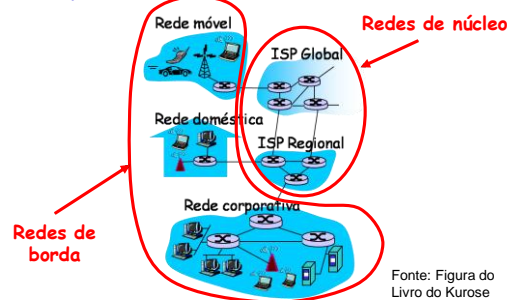 Rede móvel
Redes de núcleo
ISP Global
Rede doméstica
ISP Regional
Rede corporativa
Redes de
borda
Fonte: Figura do
Livro do Kurose